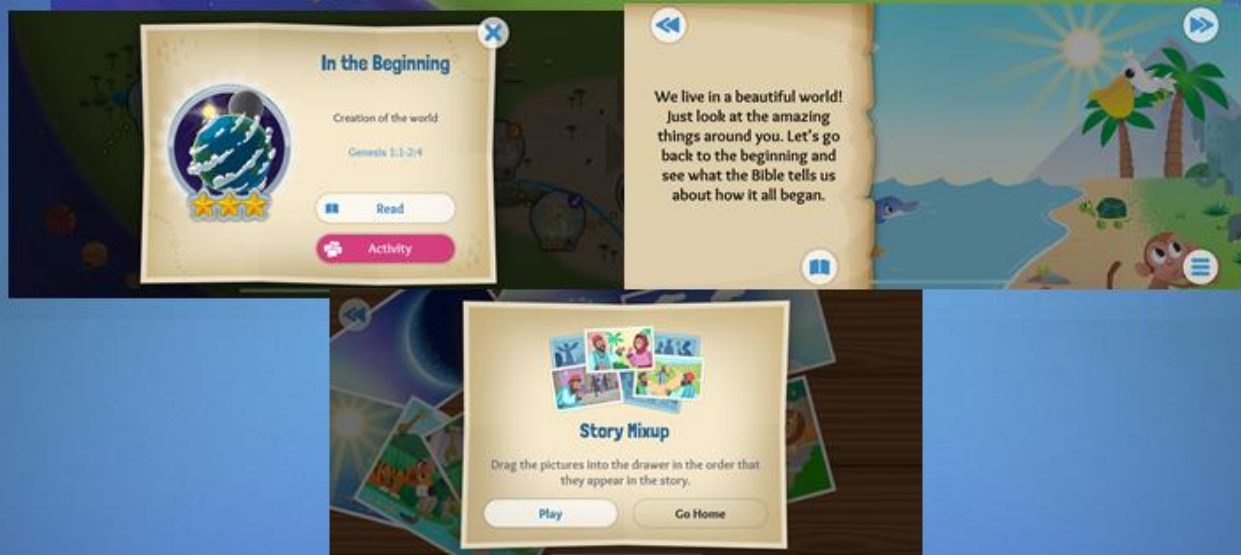 In the Beginning
Creation of the world
Genesis 1:1-2:4
Read
Activity
We live in a beautiful world!
Just look at the amazing
things around you. Let's go
back to the beginning and
see what the Bible tells us
about how it all began.
Story Mixup
Drag the pictures into the drawer in the order that
they appear in the story.
Play
Go Home